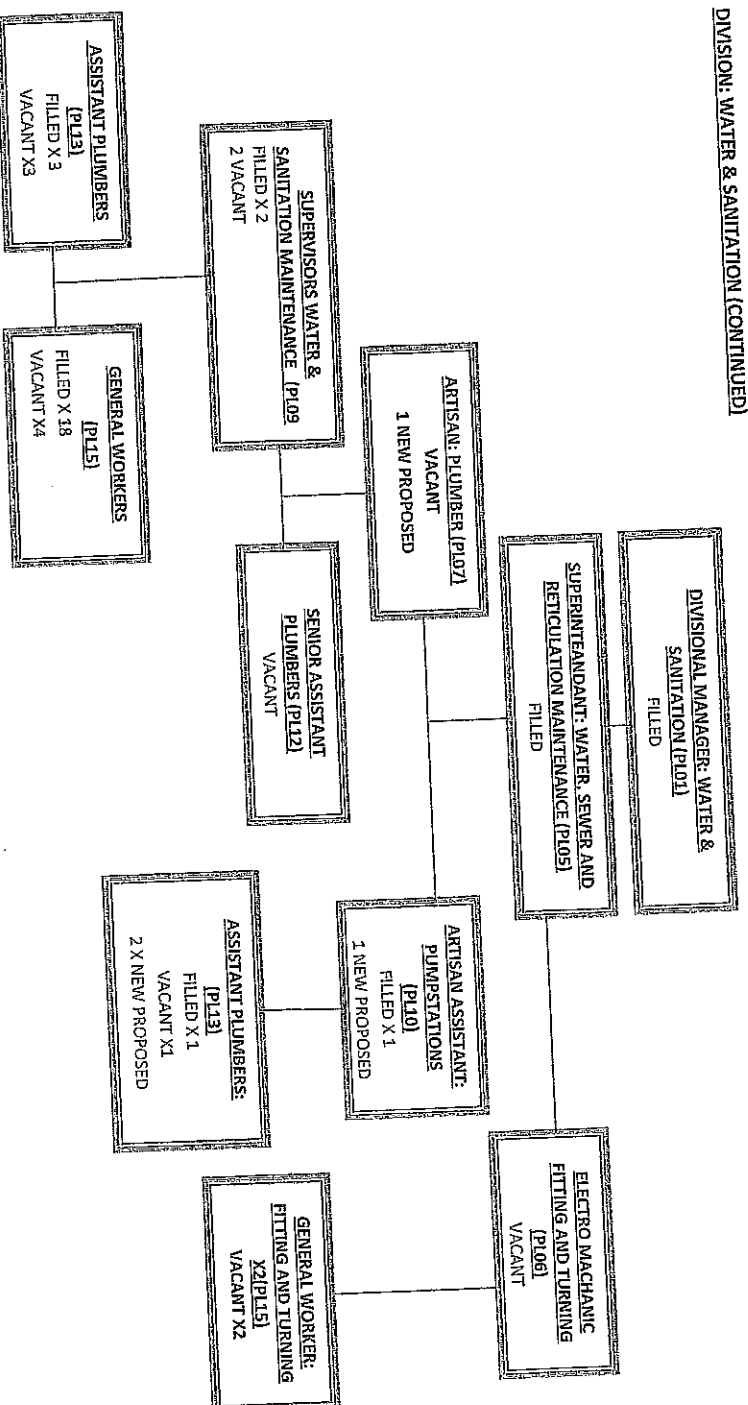 DIVISION: WATER & SANITATION (CONTINUED)
DIVISIONAL MANAGER: WATER &
SANITATION (PL01)
FILLED
SUPERINTEANDANT: WATER, SEWER AND
RETICULATION MAINTENANCE (PL05)
FILLED
ELECTRO MACHANIC
FITTING AND TURNING
(PL06)
VACANT
GENERAL WORKER:
FITTING AND TURNING
X2(PL15)
VACANT X2
ARTISAN: PLUMBER (PL07)
VACANT
1 NEW PROPOSED
ARTISAN ASSISTANT:
PUMPSTATIONS
(PL10)
FILLED X 1
1 NEW PROPOSED
ASSISTANT PLUMBERS:
(PL13)
FILLED X 1
VACANT X1
2 X NEW PROPOSED
SUPERVISORS WATER &
SANITATION MAINTENANCE (PL09
FILLED X 2
2 VACANT
SENIOR ASSISTANT
PLUMBERS (PL12)
VACANT
ASSISTANT PLUMBERS
(PL13)
FILLED X 3
VACANT X3
GENERAL WORKERS
(PL15)
FILLED X 18
VACANT X4